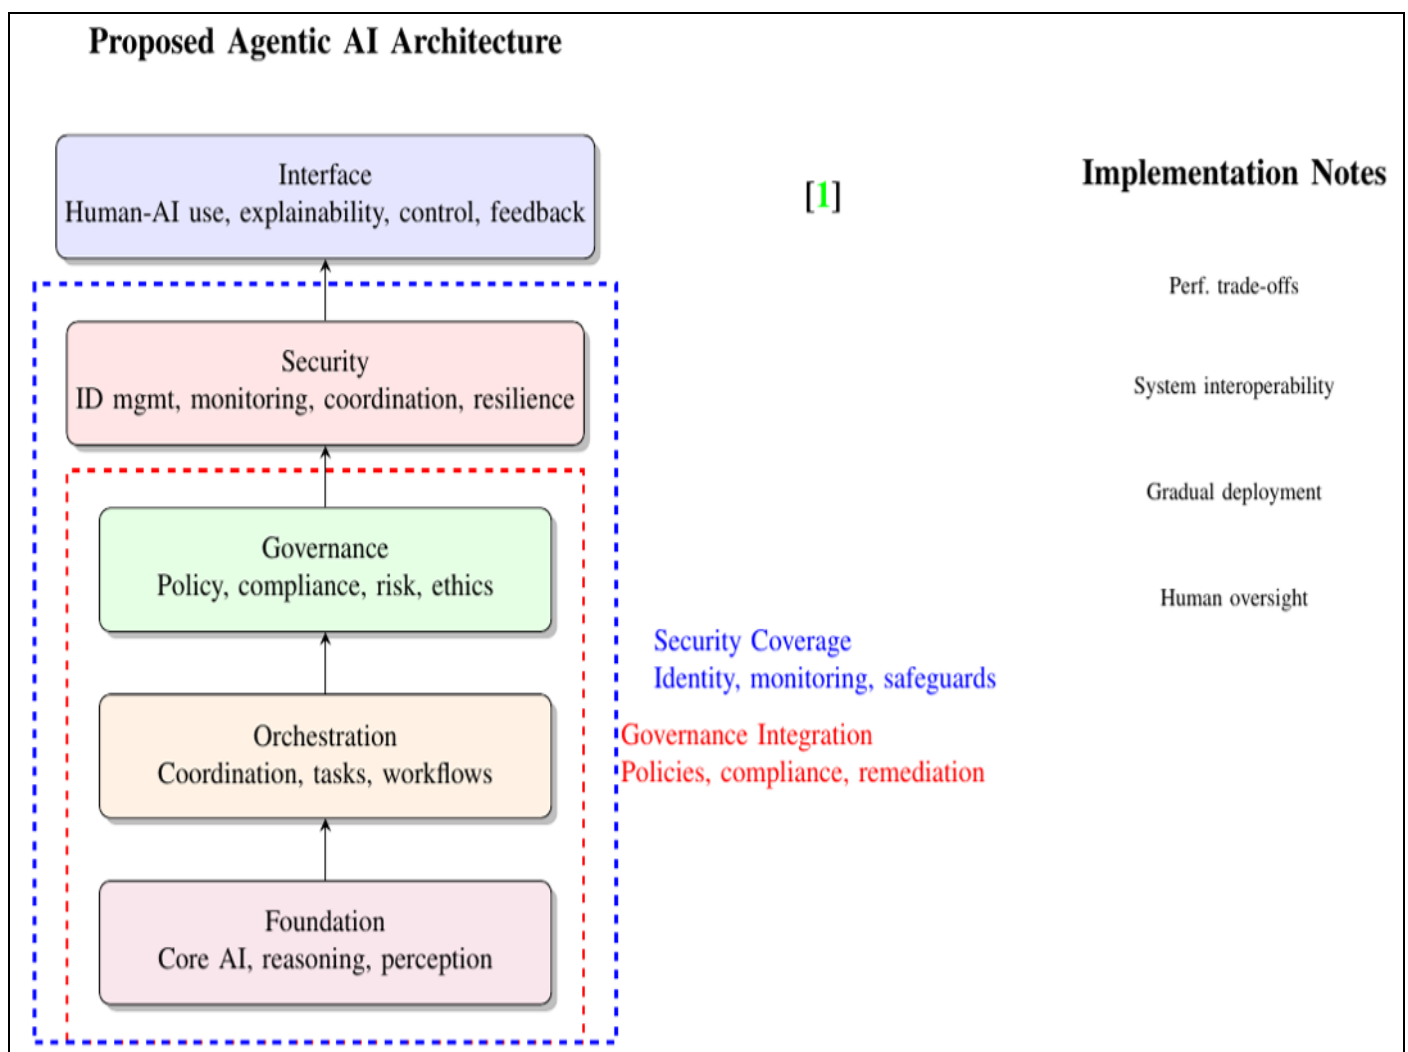 Proposed Agentic AI Architecture
Interface
Human-AI use, explainability, control, feedback
Security
ID mgmt, monitoring, coordination, resilience
Governance
Policy, compliance, risk, ethics
Orchestration
Coordination, tasks, workflows
Foundation
Core AI, reasoning, perception
[1]
Security Coverage
Identity, monitoring, safeguards
Governance Integration
Policies, compliance, remediation
Implementation Notes
Perf. trade-offs
System interoperability
Gradual deployment
Human oversight